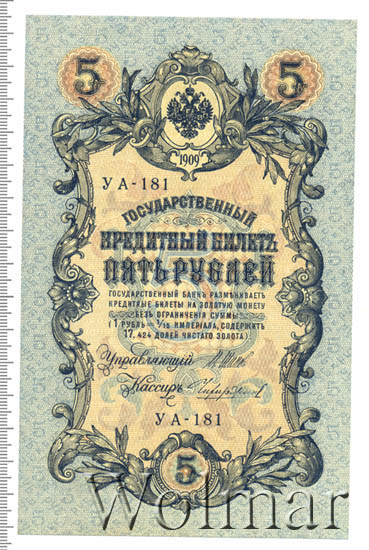 5 5
1909
УА-181
ГОСУДАРСТВЕННЫЙ
КРЕДИТНЫЙ БИЛЕТЪ
ПЯТЬ РУБЛЕЙ
ГОСУДАРСТВЕННЫЙ БАНКЪ РАЗМѢНИВАЕТЪ
КРЕДИТНЫЕ БИЛЕТЫ НА ЗОЛОТУЮ МОНЕТУ
БЕЗЪ ОГРАНИЧЕНІЯ СУММЫ
(1 РУБЛЬ = 1/15 ИМПЕРІАЛА, СОДЕРЖИТЪ
17,424 ДОЛЕЙ ЧИСТАГО ЗОЛОТА)
Управляющій
Кассиръ
УА-181
5
Wolmar